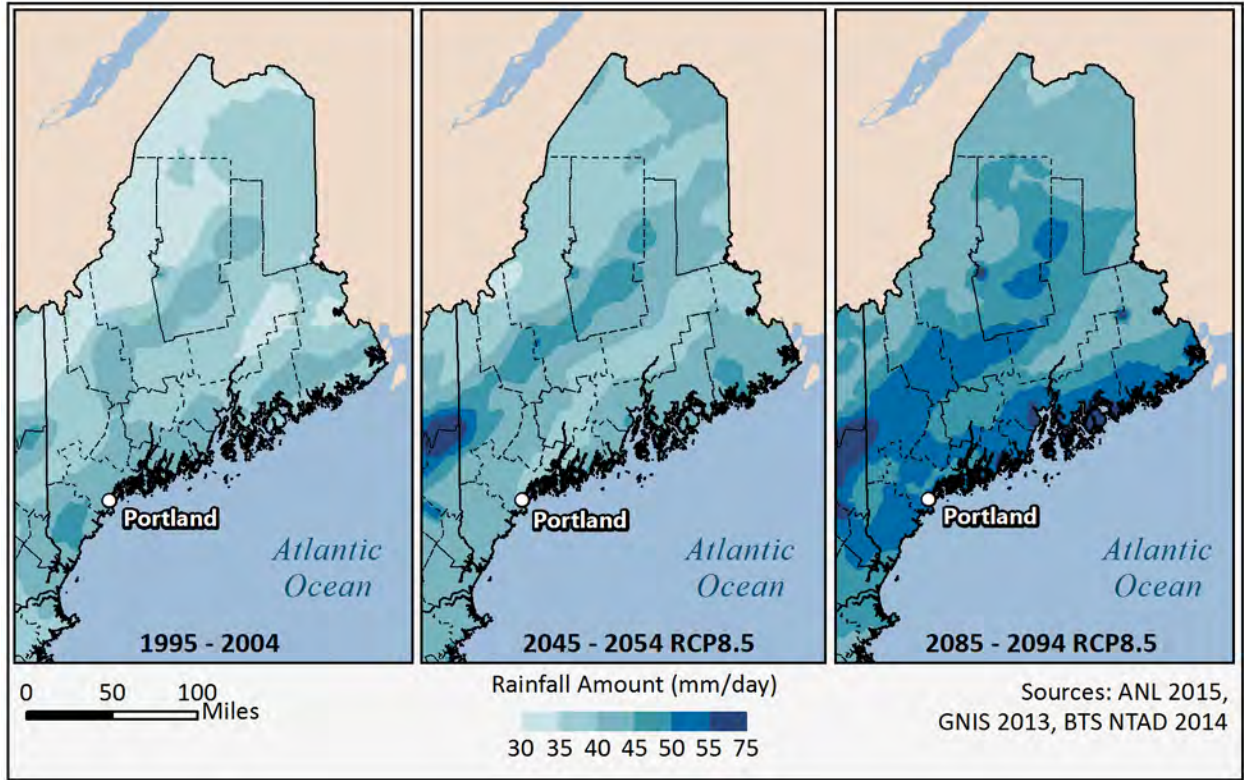 Portland
Atlantic
Ocean
1995 - 2004
Portland
Atlantic
Ocean
2045 - 2054 RCP8.5
Portland
Atlantic
Ocean
2085 - 2094 RCP8.5
0 50 100
Miles
Rainfall Amount (mm/day)
30 35 40 45 50 55 75
Sources: ANL 2015,
GNIS 2013, BTS NTAD 2014